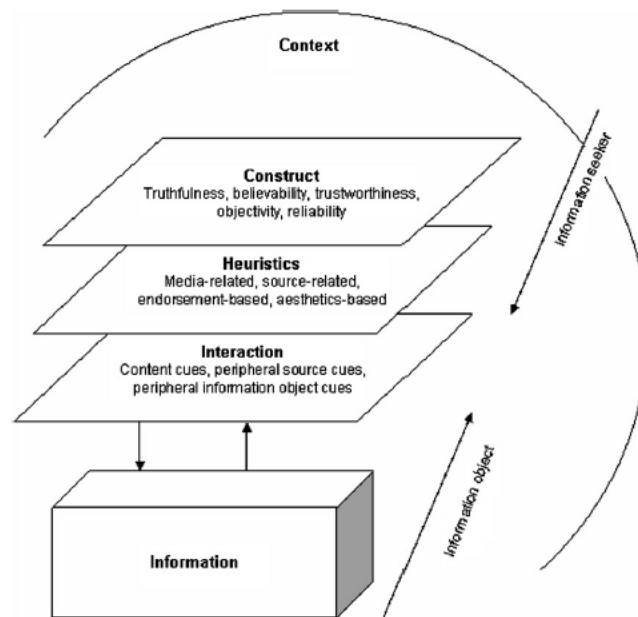 Context
Construct
Truthfulness, believability, trustworthiness,
objectivity, reliability
Information seeker
Heuristics
Media-related, source-related,
endorsement-based, aesthetics-based
Interaction
Content cues, peripheral source cues,
peripheral information object cues
Information object
Information